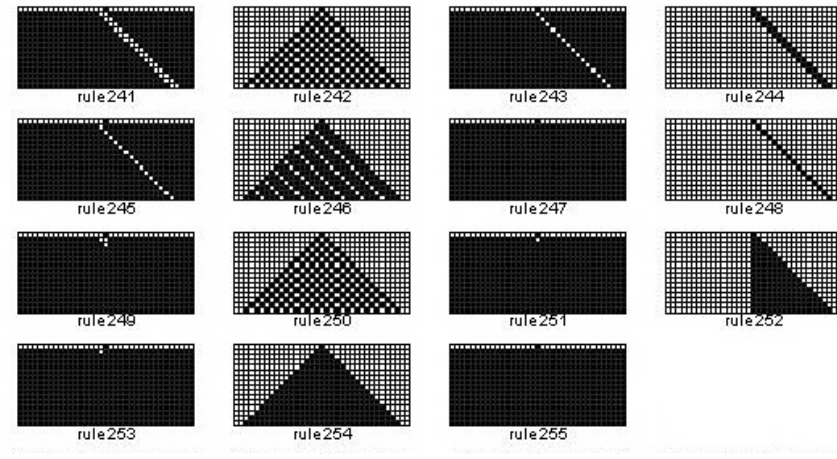 rule241 rule242 rule243 rule244
rule245 rule246 rule247 rule248
rule249 rule250 rule251 rule252
rule253 rule254 rule255